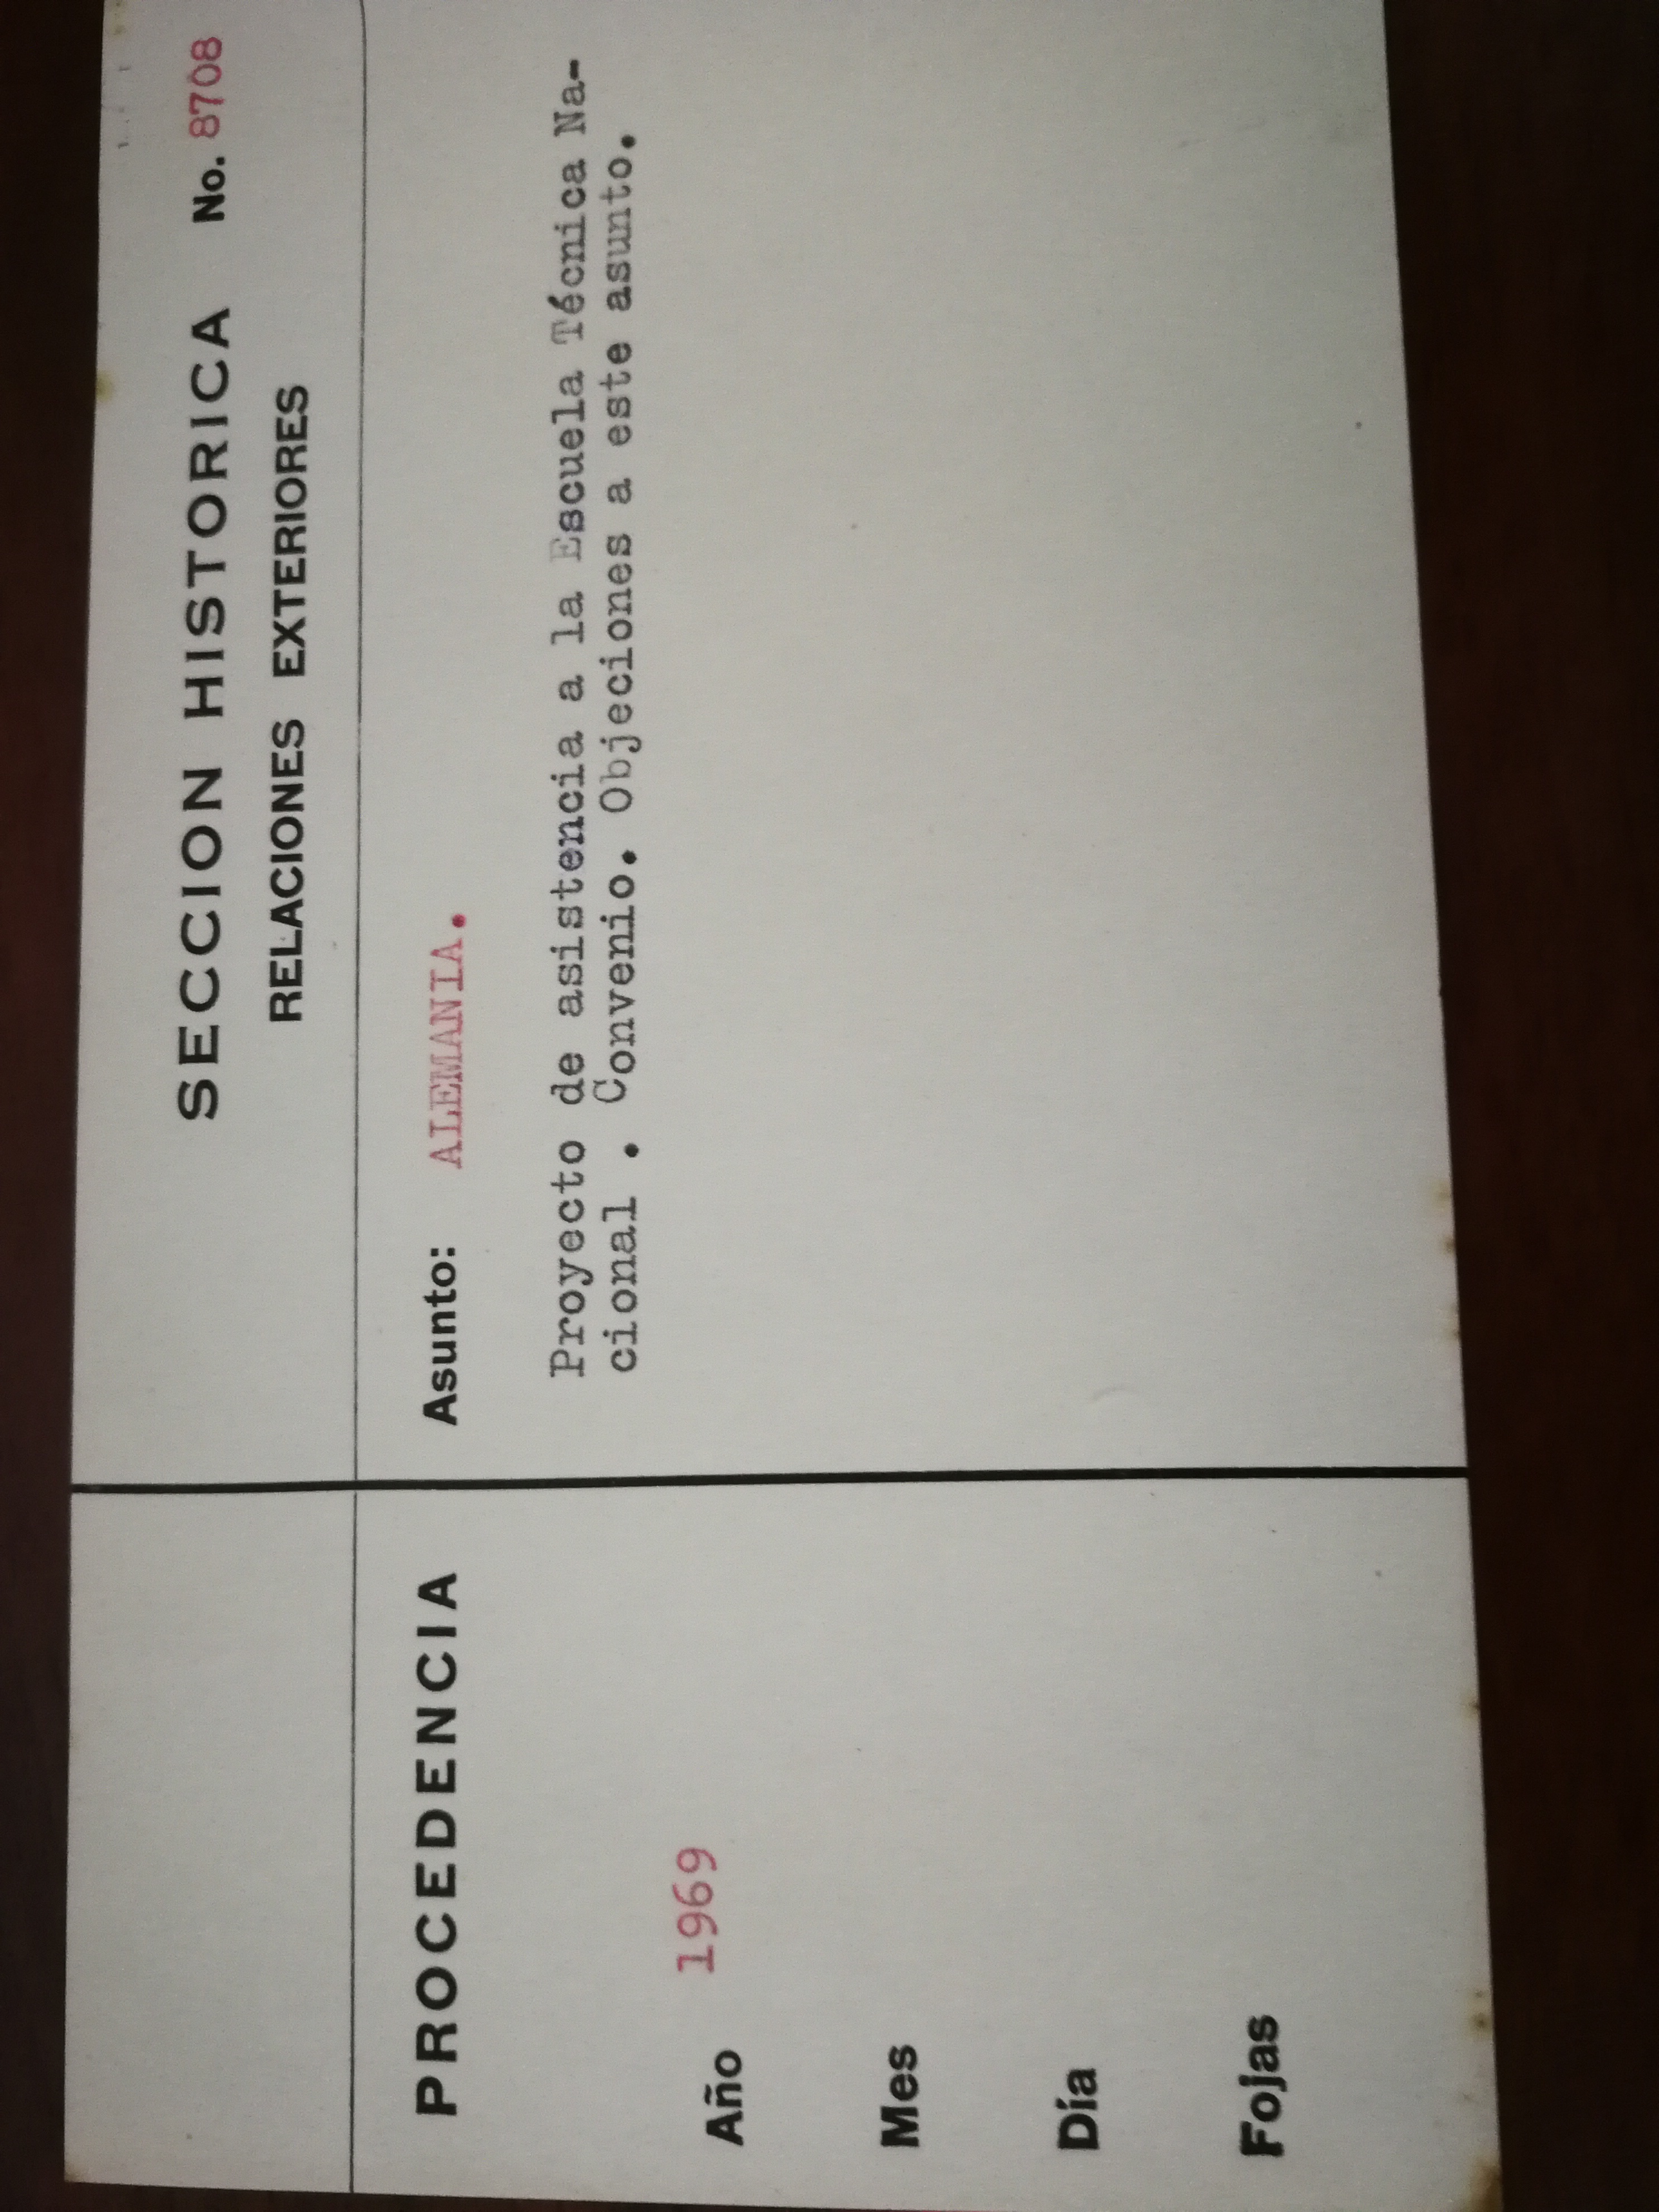 SECCION HISTORICA No. 8708
RELACIONES EXTERIORES
PROCEDENCIA
Año 1969
Mes
Día
Fojas
Asunto: ALEMANIA.
Proyecto de asistencia a la Escuela Técnica Na-
cional . Convenio. Objeciones a este asunto.